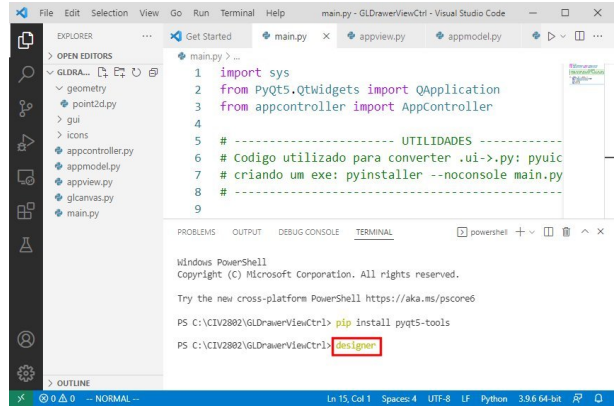 File Edit Selection View Go Run Terminal Help main.py - GLDrawerViewCtrl - Visual Studio Code
EXPLORER
Get Started main.py appview.py appmodel.py
OPEN EDITORS
GLDRA...
geometry
point2d.py
gui
icons
appcontroller.py
appmodel.py
appview.py
glcanvas.py
main.py
OUTLINE
main.py > ...
1 import sys
2 from PyQt5.QtWidgets import QApplication
3 from appcontroller import AppController
4
5 # ---------------------- UTILIDADES -----------
6 # Codigo utilizado para converter .ui->.py: pyuic
7 # criando um exe: pyinstaller --noconsole main.py
8 # ---------------------------------------------
9
PROBLEMS OUTPUT DEBUG CONSOLE TERMINAL powershell
Windows PowerShell
Copyright (C) Microsoft Corporation. All rights reserved.
Try the new cross-platform PowerShell https://aka.ms/pscore6
PS C:\CIV2802\GLDrawerViewCtrl> pip install pyqt5-tools
PS C:\CIV2802\GLDrawerViewCtrl> designer
0 0 -- NORMAL -- Ln 15, Col 1 Spaces: 4 UTF-8 LF Python 3.9.6 64-bit